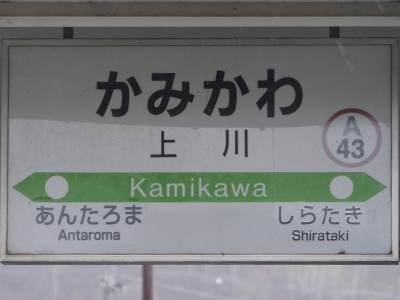 かみかわ
上川
A
43
Kamikawa
あんたろま
Antaroma
しらたき
Shirataki